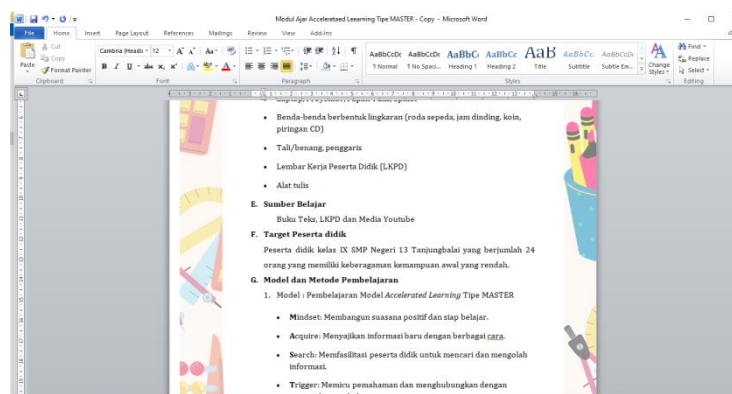 Modul Ajar Acceleretaed Learning Tipe MASTER - Copy - Microsoft Word
File Home Insert Page Layout References Mailings Review View Add-Ins
Cut
Copy
Format Painter
Paste
Clipboard
Cambria (Headi 12
Font
Paragraph
AaBbCcDc AaBbCcDc AaBbC AaBbCc AaB AaBbCc. AaBbCcDc
1 Normal 1 No Spaci... Heading 1 Heading 2 Title Subtitle Subtle Em...
Styles
Change Styles
Find
Replace
Select
Editing
Benda-benda berbentuk lingkaran (roda sepeda, jam dinding, koin,
piringan CD)
Tali/benang, penggaris
Lembar Kerja Peserta Didik (LKPD)
Alat tulis
E. Sumber Belajar
Buku Teks, LKPD dan Media Youtube
F. Target Peserta didik
Peserta didik kelas IX SMP Negeri 13 Tanjungbalai yang berjumlah 24
orang yang memiliki keberagaman kemampuan awal yang rendah.
G. Model dan Metode Pembelajaran
1. Model : Pembelajaran Model Accelerated Learning Tipe MASTER
Mindset: Membangun suasana positif dan siap belajar.
Acquire: Menyajikan informasi baru dengan berbagai cara.
Search: Memfasilitasi peserta didik untuk mencari dan mengolah
informasi.
Trigger: Memicu pemahaman dan menghubungkan dengan